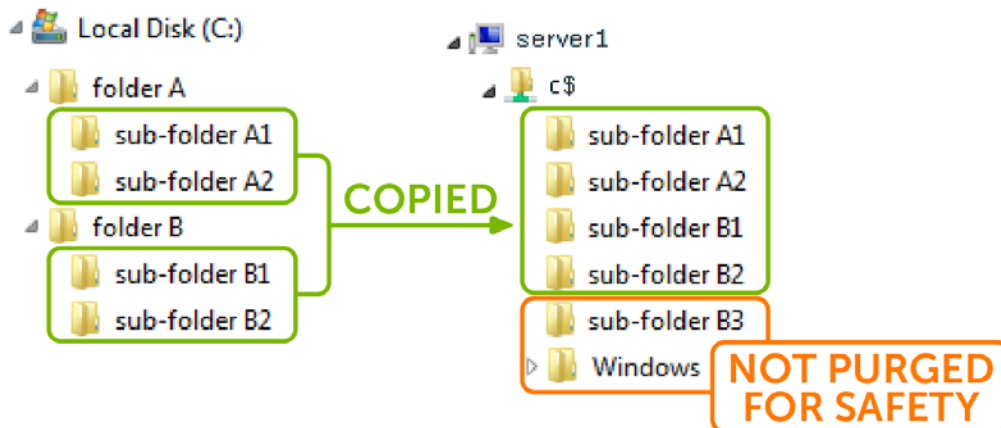 Local Disk (C:)
folder A
sub-folder A1
sub-folder A2
folder B
sub-folder B1
sub-folder B2
COPIED
server1
c$
sub-folder A1
sub-folder A2
sub-folder B1
sub-folder B2
sub-folder B3
Windows
NOT PURGED
FOR SAFETY